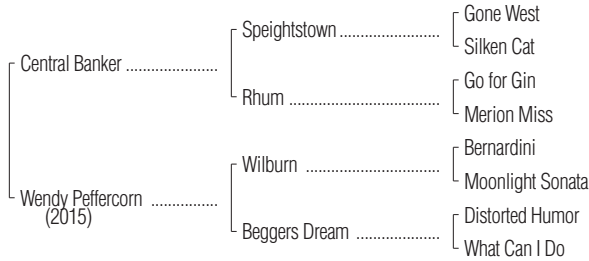 Gone West
Speightstown
Silken Cat
Central Banker
Go for Gin
Rhum
Merion Miss
Bernardini
Wilburn
Moonlight Sonata
Wendy Peffercorn
(2015)
Distorted Humor
Beggers Dream
What Can I Do